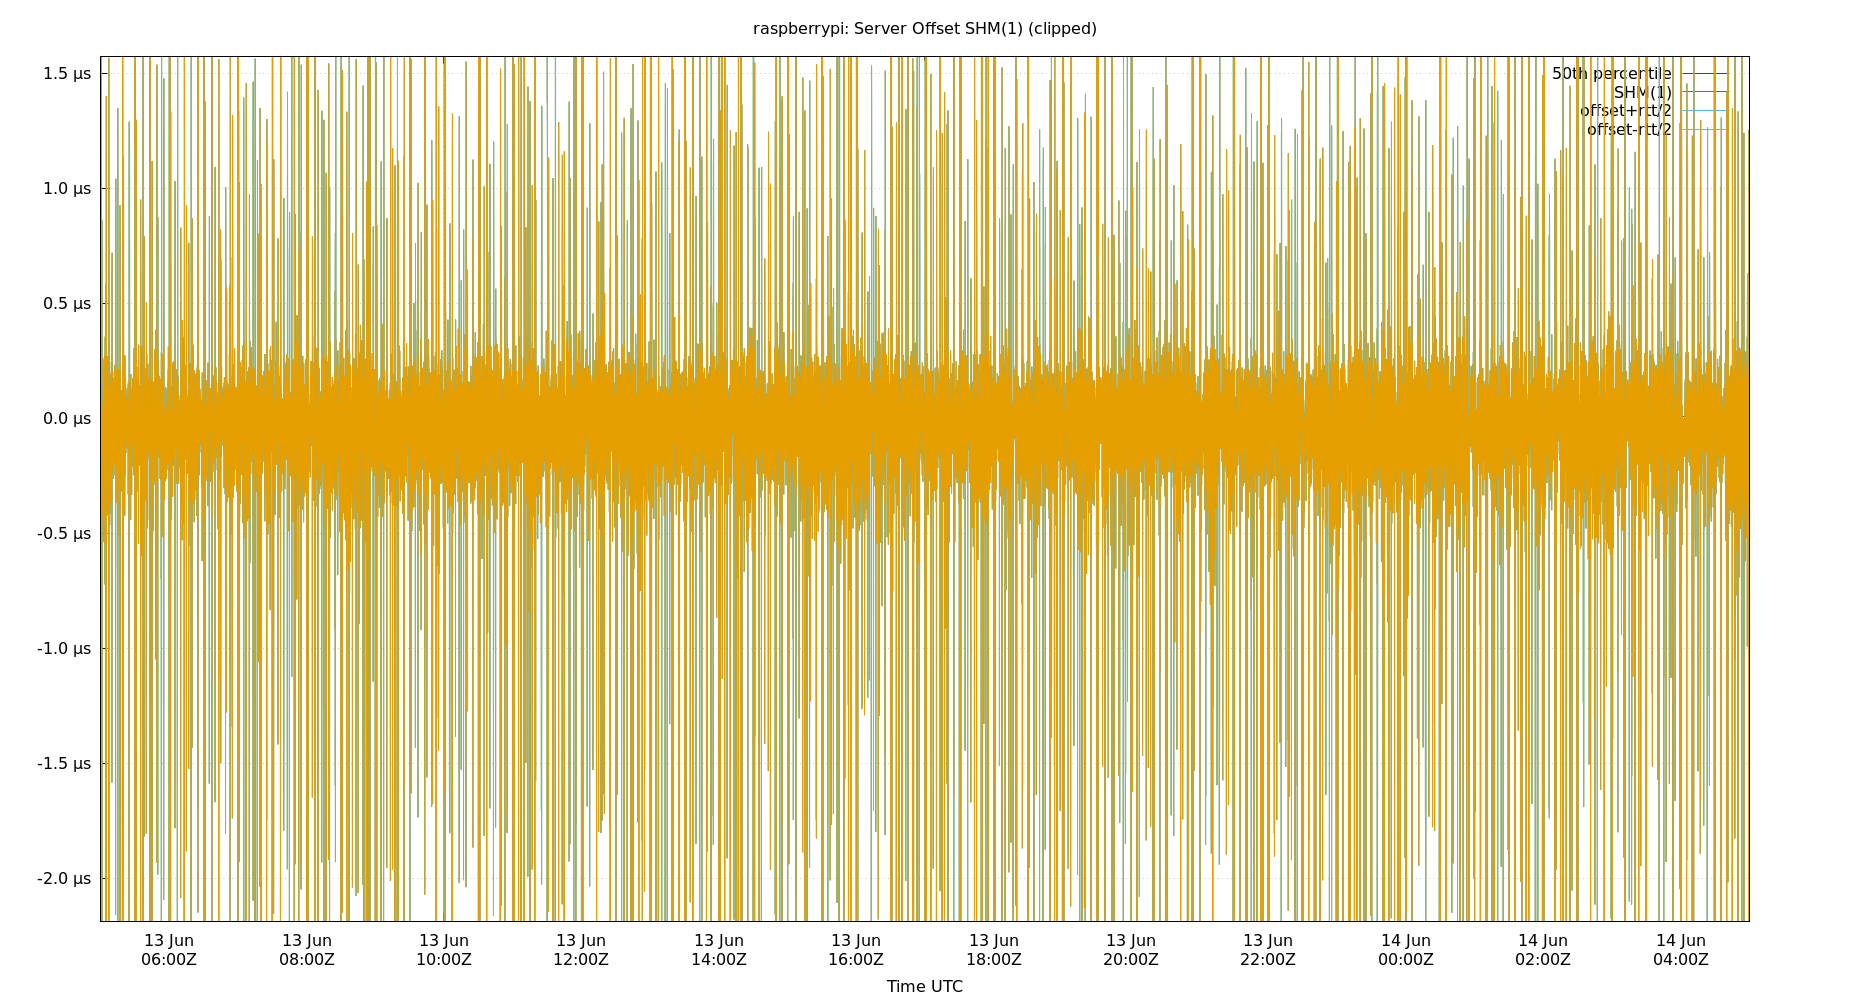 raspberrypi: Server Offset SHM(1) (clipped)
1.5 µs
1.0 µs
0.5 µs
0.0 µs
-0.5 µs
-1.0 µs
-1.5 µs
-2.0 µs
50th percentile
SHM(1)
offset+rtt/2
offset-rtt/2
13 Jun 13 Jun 13 Jun 13 Jun 13 Jun 13 Jun 13 Jun 13 Jun 13 Jun 14 Jun 14 Jun 14 Jun
06:00Z 08:00Z 10:00Z 12:00Z 14:00Z 16:00Z 18:00Z 20:00Z 22:00Z 00:00Z 02:00Z 04:00Z
Time UTC